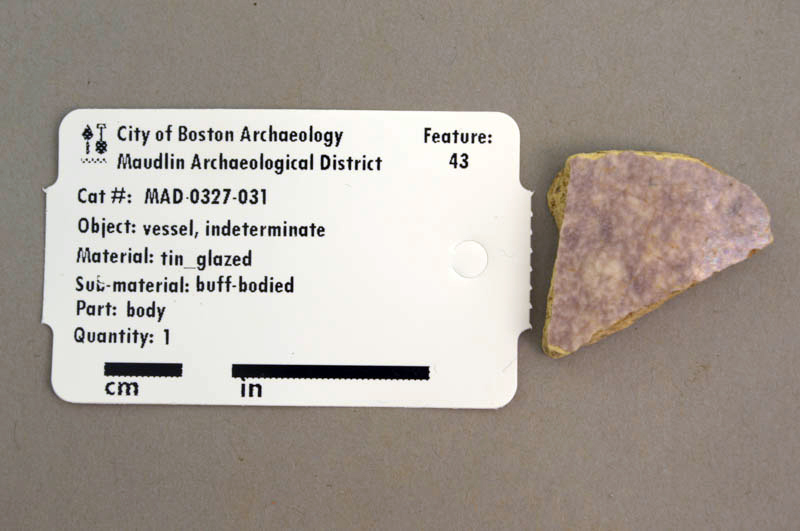 City of Boston Archaeology
Maudlin Archaeological District
Feature:
43
Cat #: MAD-0327-031
Object: vessel, indeterminate
Material: tin_glazed
Sub-material: buff-bodied
Part: body
Quantity: 1
cm
in